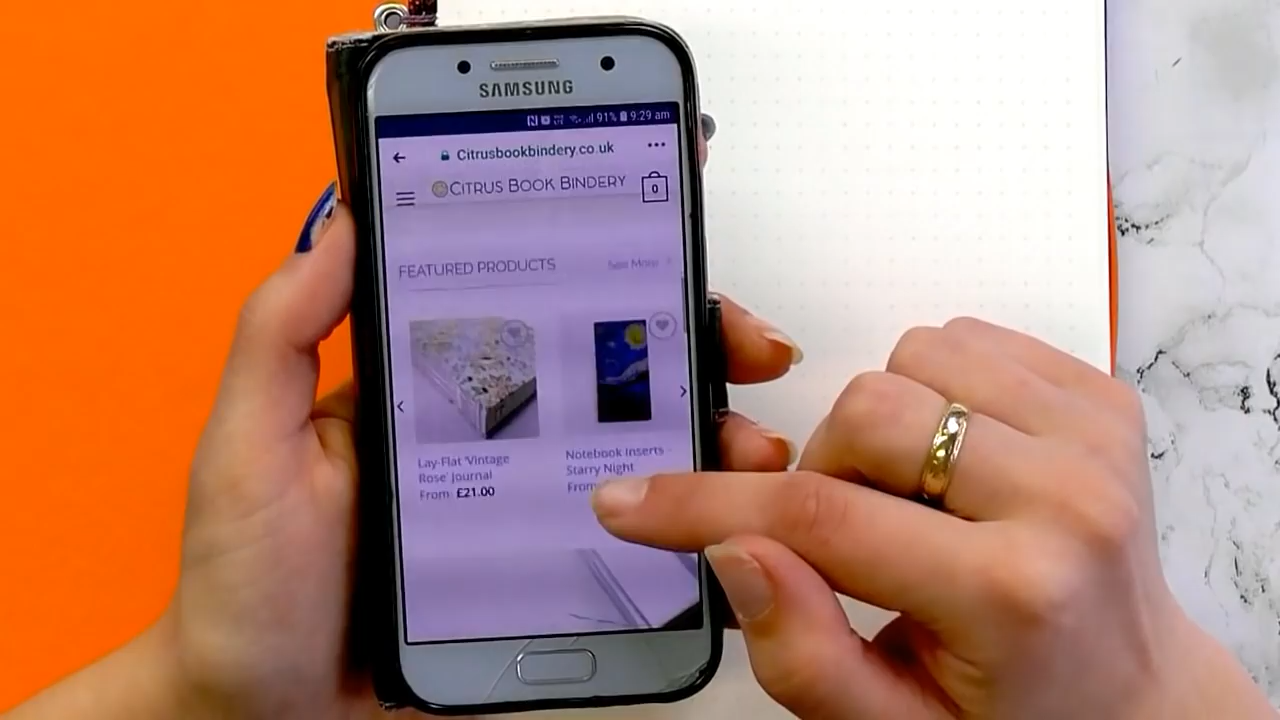 SAMSUNG
91% 9:29 am
Citrusbookbindery.co.uk
CITRUS BOOK BINDERY
0
FEATURED PRODUCTS
See More
Lay-Flat 'Vintage
Rose' Journal
From £21.00
Notebook Inserts -
Starry Night
From